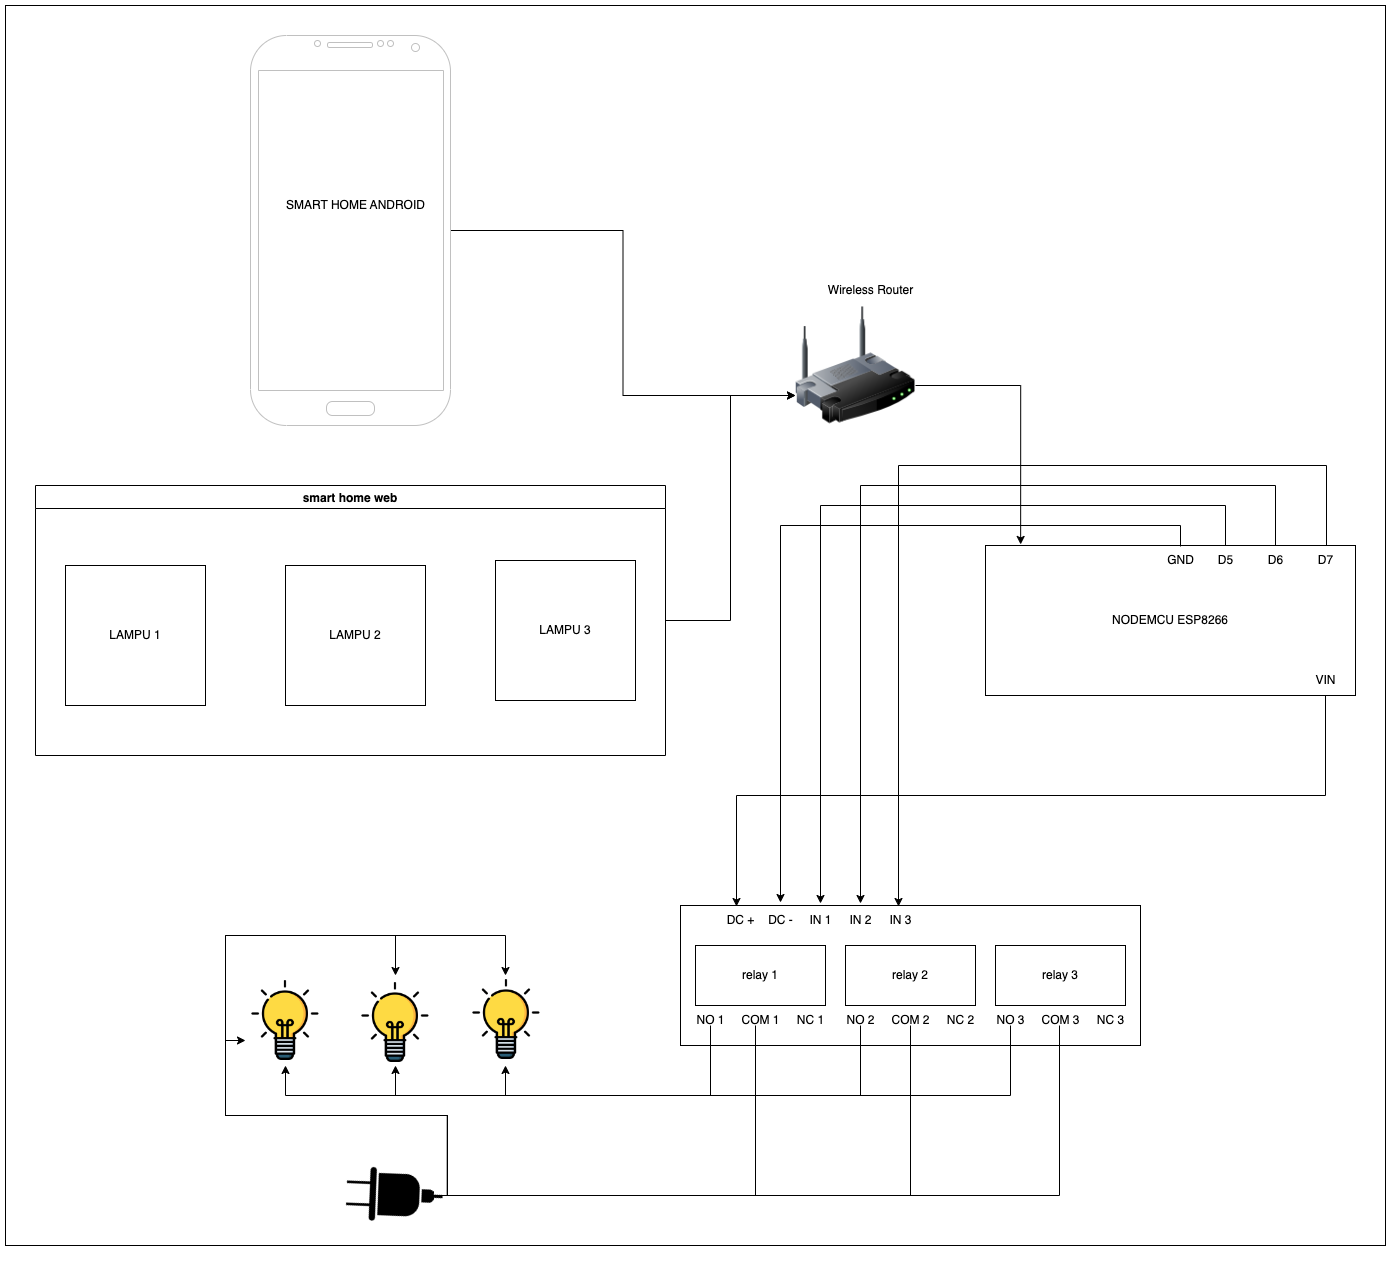 SMART HOME ANDROID
Wireless Router
smart home web
LAMPU 1
LAMPU 2
LAMPU 3
GND
D5
D6
D7
NODEMCU ESP8266
VIN
DC +
DC -
IN 1
IN 2
IN 3
relay 1
relay 2
relay 3
NO 1
COM 1
NC 1
NO 2
COM 2
NC 2
NO 3
COM 3
NC 3